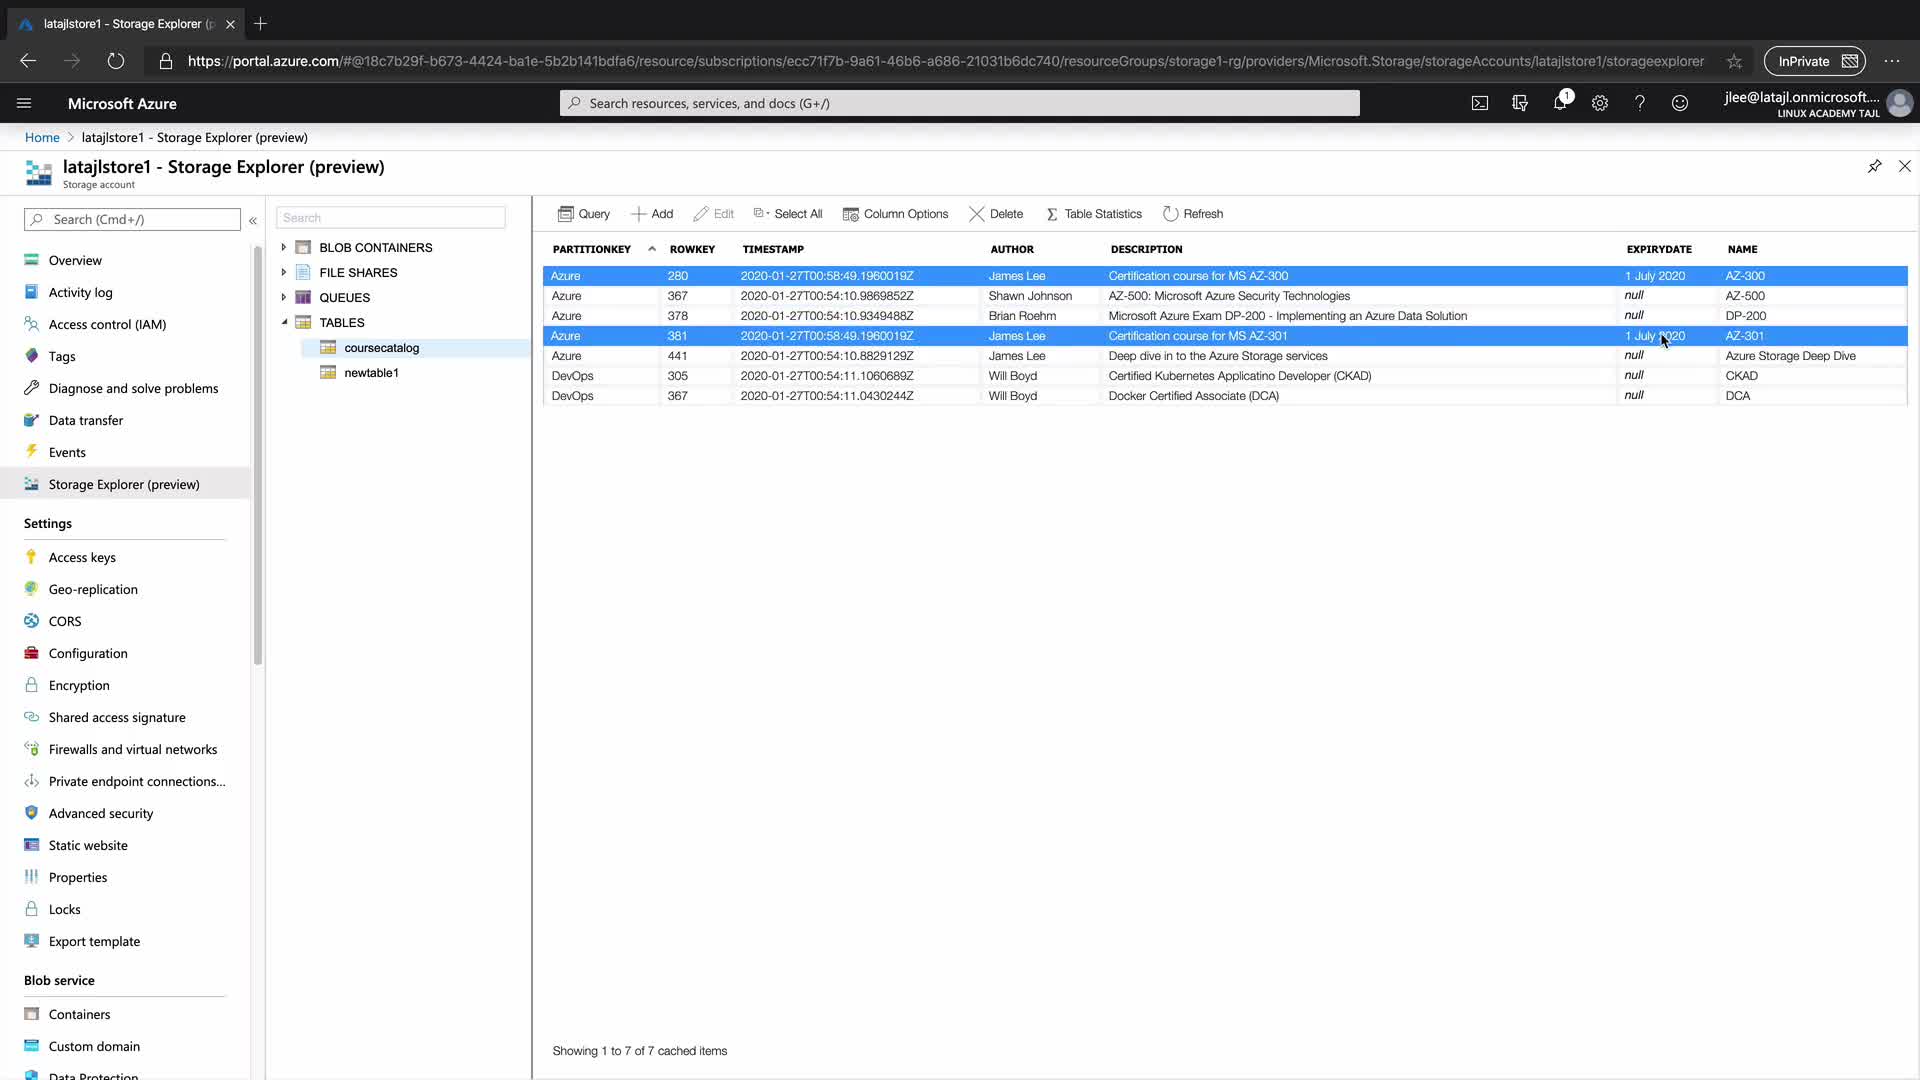 latajlstore1 - Storage Explorer (p
https://portal.azure.com/#@18c7b29f-b673-4424-ba1e-5b2b141bdfa6/resource/subscriptions/ecc71f7b-9a61-46b6-a686-21031b6dc740/resourceGroups/storage1-rg/providers/Microsoft.Storage/storageAccounts/latajlstore1/storageexplorer
InPrivate
Microsoft Azure
Search resources, services, and docs (G+/)
1
jlee@latajl.onmicrosoft....
LINUX ACADEMY TAJL
Home > latajlstore1 - Storage Explorer (preview)
latajlstore1 - Storage Explorer (preview)
Storage account
Search (Cmd+/)
«
Overview
Activity log
Access control (IAM)
Tags
Diagnose and solve problems
Data transfer
Events
Storage Explorer (preview)
Settings
Access keys
Geo-replication
CORS
Configuration
Encryption
Shared access signature
Firewalls and virtual networks
Private endpoint connections...
Advanced security
Static website
Properties
Locks
Export template
Blob service
Containers
Custom domain
Data Protection
Search
BLOB CONTAINERS
FILE SHARES
QUEUES
TABLES
coursecatalog
newtable1
Query Add Edit Select All Column Options Delete Table Statistics Refresh
PARTITIONKEY ROWKEY TIMESTAMP AUTHOR DESCRIPTION EXPIRYDATE NAME
Azure 280 2020-01-27T00:58:49.1960019Z James Lee Certification course for MS AZ-300 1 July 2020 AZ-300
Azure 367 2020-01-27T00:54:10.9869852Z Shawn Johnson AZ-500: Microsoft Azure Security Technologies null AZ-500
Azure 378 2020-01-27T00:54:10.9349488Z Brian Roehm Microsoft Azure Exam DP-200 - Implementing an Azure Data Solution null DP-200
Azure 381 2020-01-27T00:58:49.1960019Z James Lee Certification course for MS AZ-301 1 July 2020 AZ-301
Azure 441 2020-01-27T00:54:10.8829129Z James Lee Deep dive in to the Azure Storage services null Azure Storage Deep Dive
DevOps 305 2020-01-27T00:54:11.1060689Z Will Boyd Certified Kubernetes Applicatino Developer (CKAD) null CKAD
DevOps 367 2020-01-27T00:54:11.0430244Z Will Boyd Docker Certified Associate (DCA) null DCA
Showing 1 to 7 of 7 cached items